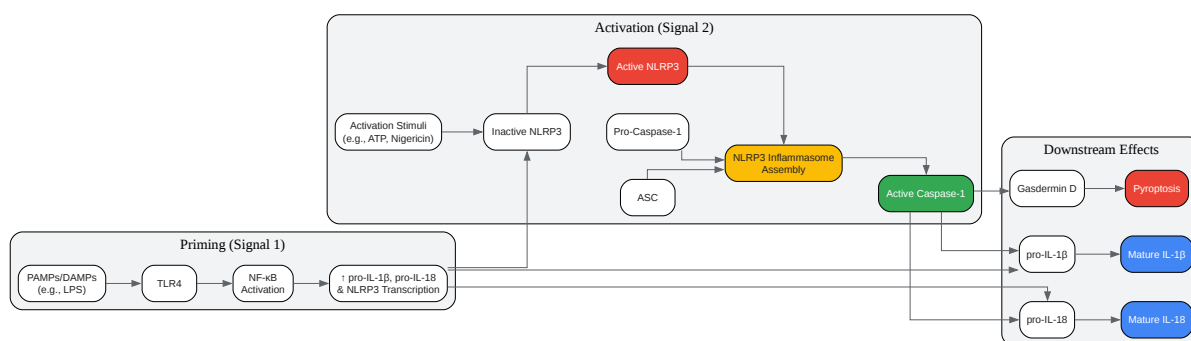 Activation (Signal 2)
Active NLRP3
Activation Stimuli
(e.g., ATP, Nigericin)
Inactive NLRP3
Pro-Caspase-1
NLRP3 Inflammasome
Assembly
ASC
Active Caspase-1
Downstream Effects
Gasdermin D
Pyroptosis
pro-IL-1β
Mature IL-1β
pro-IL-18
Mature IL-18
Priming (Signal 1)
PAMPs/DAMPs
(e.g., LPS)
TLR4
NF-κB
Activation
↑ pro-IL-1β, pro-IL-18
& NLRP3 Transcription